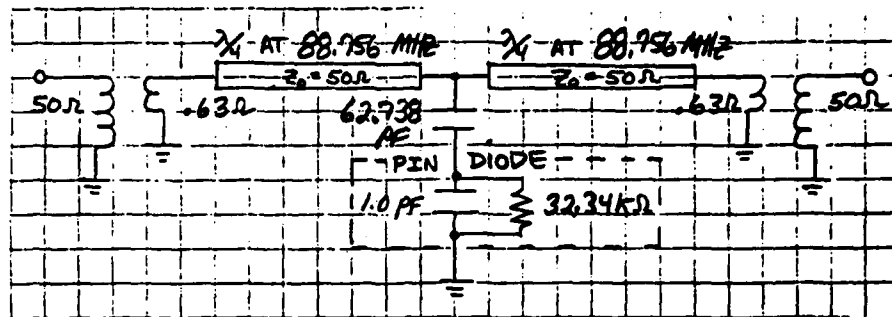 λ/4 AT 88.756 MHZ
λ/4 AT 88.756 MHZ
Z₀ = 50Ω
Z₀ = 50Ω
50Ω
.63Ω
62.738
PF
.63Ω
50Ω
PIN DIODE
1.0 PF
32.34KΩ